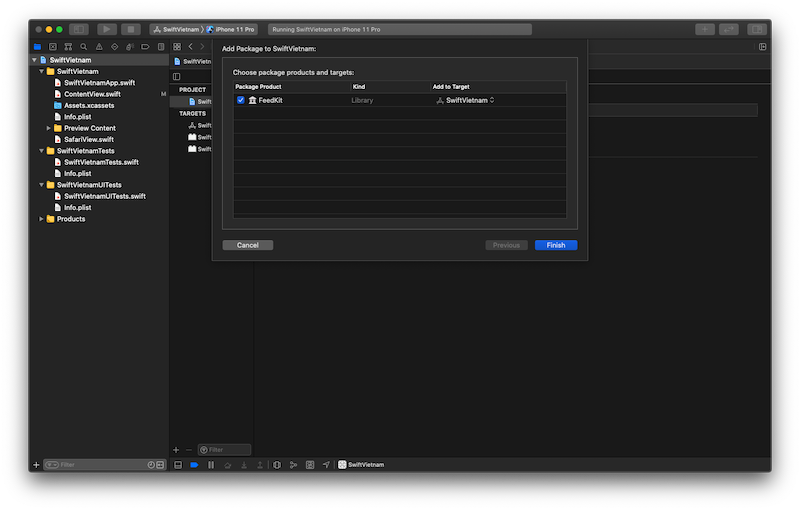 SwiftVietnam
iPhone 11 Pro
Running SwiftVietnam on iPhone 11 Pro
SwiftVietnam
SwiftVietnam
SwiftVietnamApp.swift
ContentView.swift
M
Assets.xcassets
Info.plist
Preview Content
SafariView.swift
SwiftVietnamTests
SwiftVietnamTests.swift
Info.plist
SwiftVietnamUITests
SwiftVietnamUITests.swift
Info.plist
Products
Filter
SwiftVietn
PROJECT
Swift
TARGETS
Swift
Swift
Swift
Filter
Add Package to SwiftVietnam:
Choose package products and targets:
Package Product
Kind
Add to Target
FeedKit
Library
SwiftVietnam
Cancel
Previous
Finish
SwiftVietnam